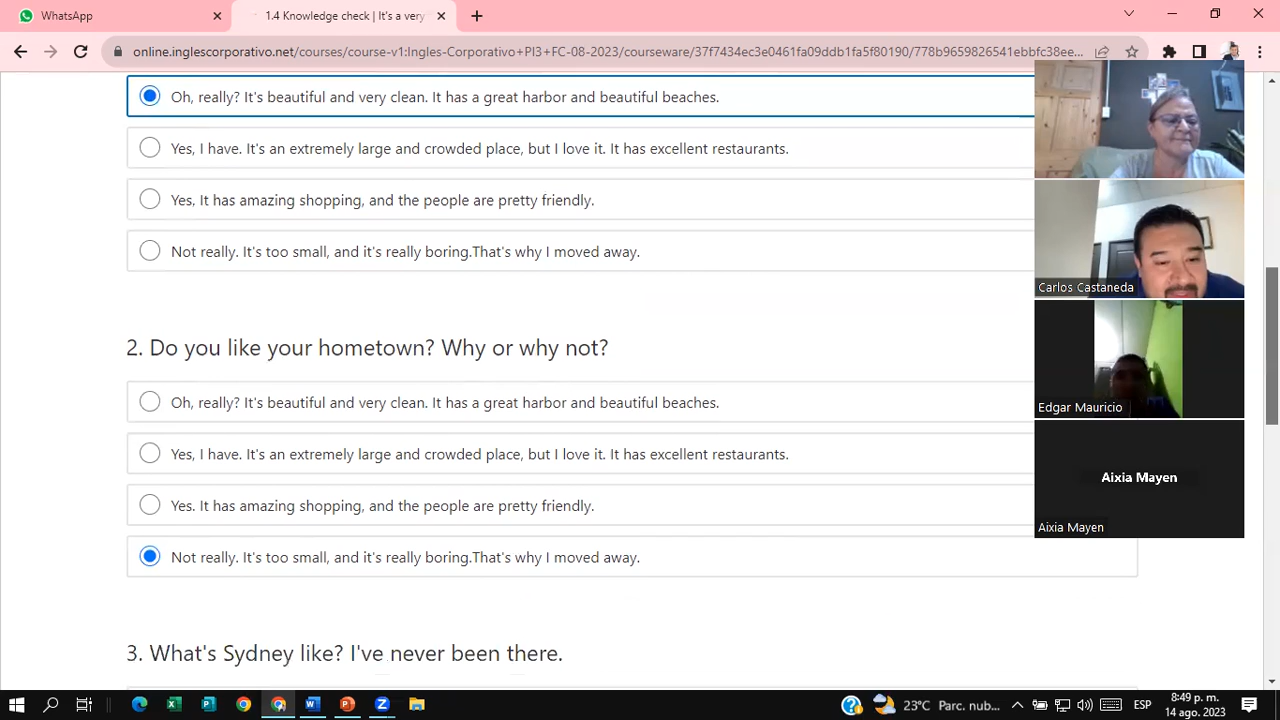 WhatsApp
1.4 Knowledge check | It's a very
online.inglescorporativo.net/courses/course-v1:Ingles-Corporativo+PI3+FC-08-2023/courseware/37f7434ec3e0461fa09ddb1fa5f80190/778b9659826541ebbfc38ee...
Oh, really? It's beautiful and very clean. It has a great harbor and beautiful beaches.
Yes, I have. It's an extremely large and crowded place, but I love it. It has excellent restaurants.
Yes, It has amazing shopping, and the people are pretty friendly.
Not really. It's too small, and it's really boring.That's why I moved away.
2. Do you like your hometown? Why or why not?
Oh, really? It's beautiful and very clean. It has a great harbor and beautiful beaches.
Yes, I have. It's an extremely large and crowded place, but I love it. It has excellent restaurants.
Yes. It has amazing shopping, and the people are pretty friendly.
Not really. It's too small, and it's really boring.That's why I moved away.
3. What's Sydney like? I've never been there.
Carlos Castaneda
Edgar Mauricio
Aixia Mayen
Aixia Mayen
23°C Parc. nub...
ESP
8:49 p. m.
14 ago. 2023